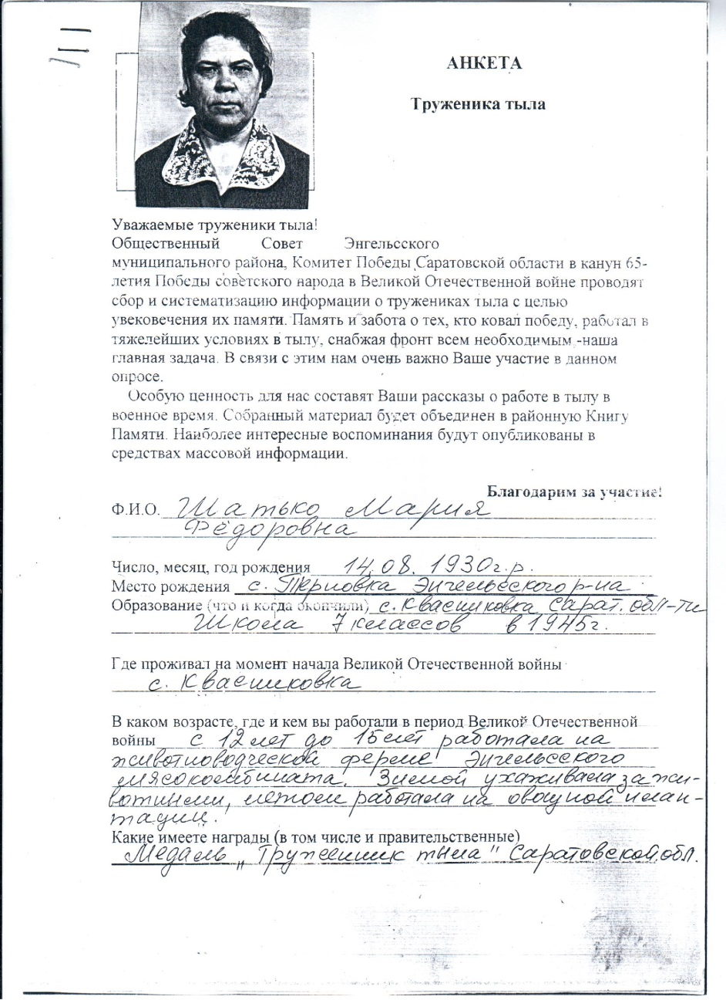 АНКЕТА
Труженика тыла
Уважаемые труженики тыла!
Общественный Совет Энгельсского
муниципального района, Комитет Победы Саратовской области в канун 65-
летия Победы советского народа в Великой Отечественной войне проводят
сбор и систематизацию информации о тружениках тыла с целью
увековечения их памяти. Память и забота о тех, кто ковал победу, работал в
тяжелейших условиях в тылу, снабжая фронт всем необходимым -наша
главная задача. В связи с этим нам очень важно Ваше участие в данном
опросе.
Особую ценность для нас составят Ваши рассказы о работе в тылу в
военное время. Собранный материал будет объединен в районную Книгу
Памяти. Наиболее интересные воспоминания будут опубликованы в
средствах массовой информации.
Благодарим за участие!
Ф.И.О. Шатько Мария
Фёдоровна
Число, месяц, год рождения 14.08.1930г.р.
Место рождения с. Терновка Энгельсского р-на
Образование (что и когда окончили) с. Квасниковка Сарат. обл-ти
Школа 7 классов в 1945г.
Где проживал на момент начала Великой Отечественной войны
с. Квасниковка
В каком возрасте, где и кем вы работали в период Великой Отечественной
войны с 12 лет до 15 лет работала на
животноводческой ферме Энгельсского
мясокомбината. Зимой ухаживала за жи-
вотными, летом работала на овощной план-
тации.
Какие имеете награды (в том числе и правительственные)
Медаль „Труженник тыла" Саратовской обл.